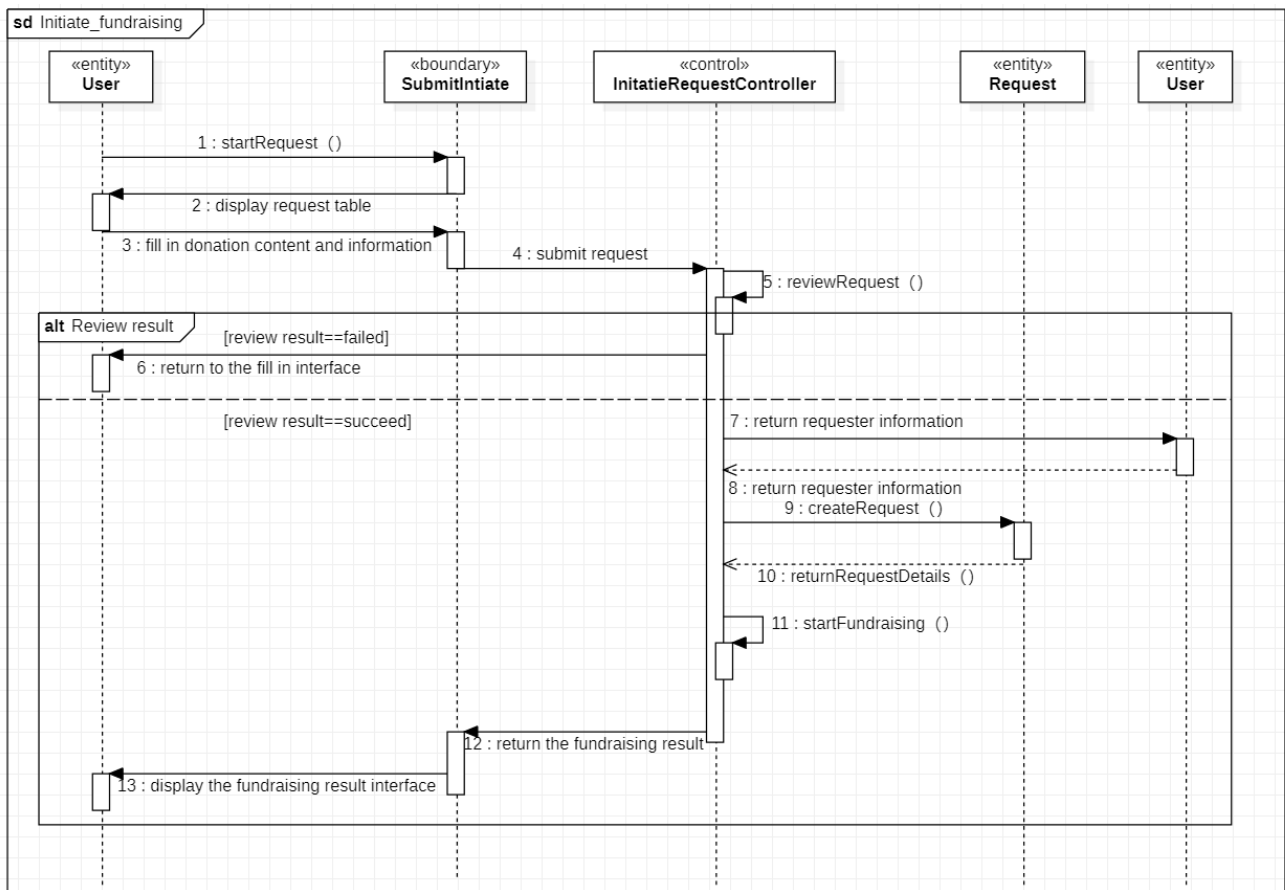 sd Initiate_fundraising
«entity»
User
«boundary»
SubmitIntiate
«control»
InitatieRequestController
«entity»
Request
«entity»
User
1 : startRequest ()
2 : display request table
3 : fill in donation content and information
4 : submit request
5 : reviewRequest ()
alt Review result
[review result==failed]
6 : return to the fill in interface
[review result==succeed]
7 : return requester information
8 : return requester information
9 : createRequest ()
10 : returnRequestDetails ()
11 : startFundraising ()
12 : return the fundraising result
13 : display the fundraising result interface